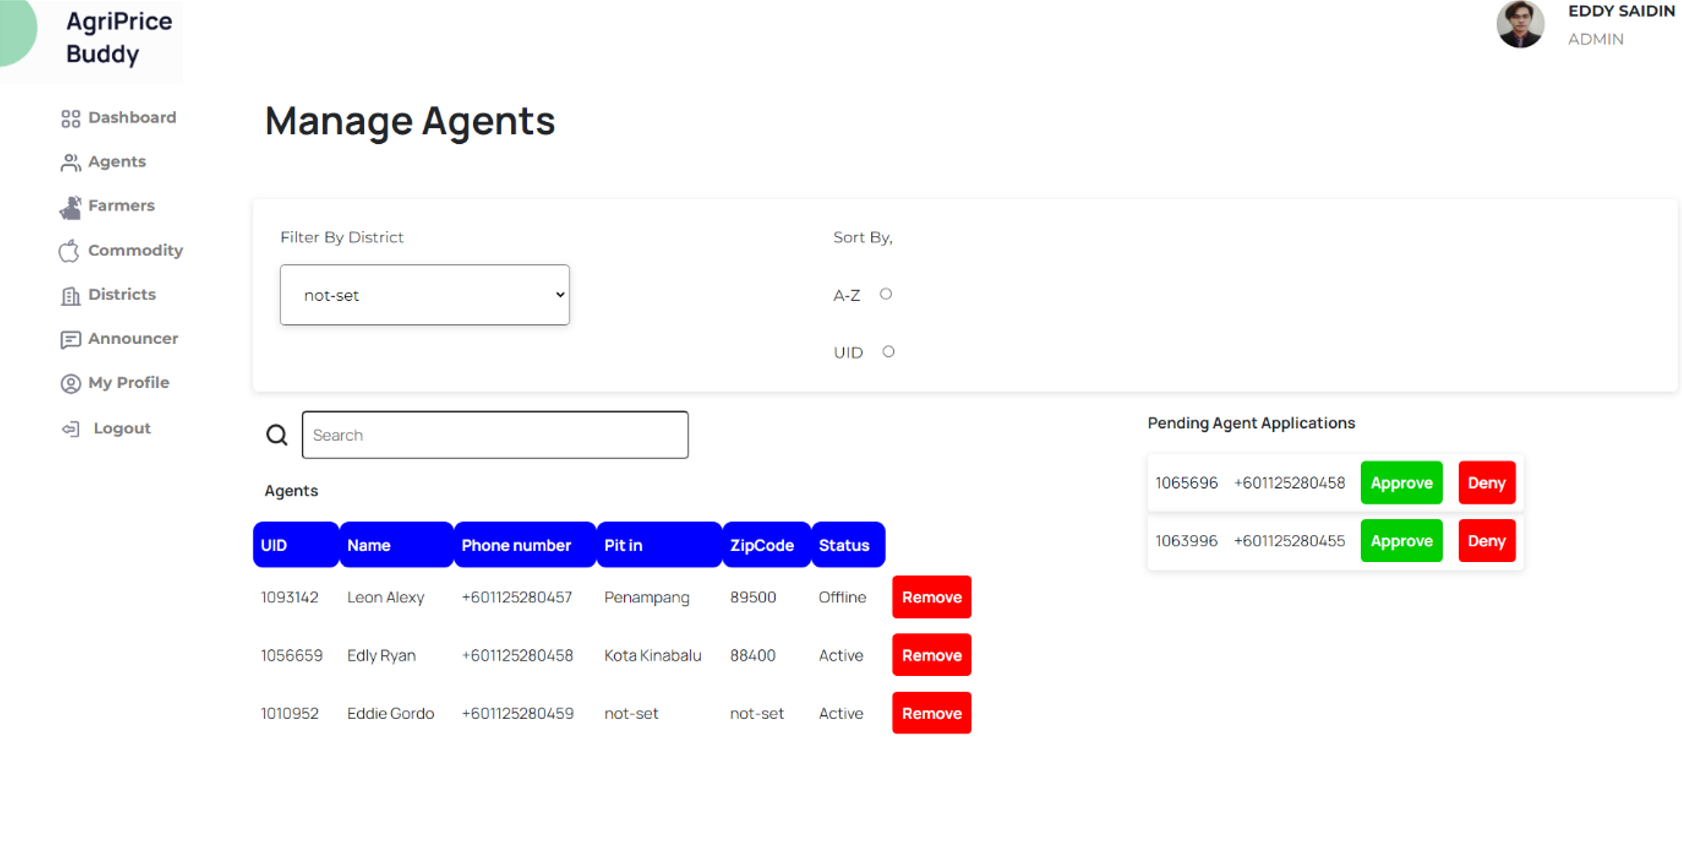 AgriPrice
Buddy
EDDY SAIDIN
ADMIN
Dashboard
Agents
Farmers
Commodity
Districts
Announcer
My Profile
Logout
Manage Agents
Filter By District
not-set
Sort By,
A-Z
UID
Search
Agents
UID Name Phone number Pit in ZipCode Status
1093142 Leon Alexy +601125280457 Penampang 89500 Offline Remove
1056659 Edly Ryan +601125280458 Kota Kinabalu 88400 Active Remove
1010952 Eddie Gordo +601125280459 not-set not-set Active Remove
Pending Agent Applications
1065696 +601125280458 Approve Deny
1063996 +601125280455 Approve Deny